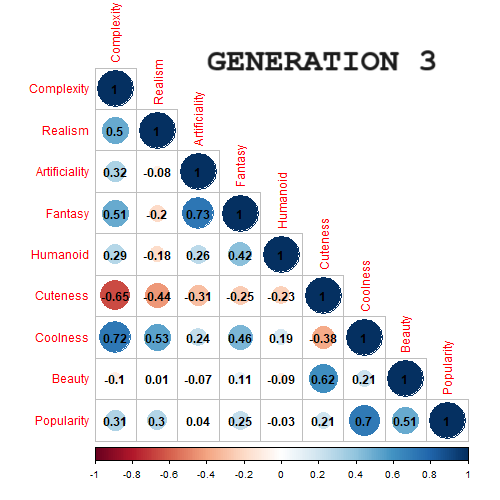 GENERATION 3
Complexity
Realism
Artificiality
Fantasy
Humanoid
Cuteness
Coolness
Beauty
Popularity
Complexity 1
Realism 0.5 1
Artificiality 0.32 -0.08 1
Fantasy 0.51 -0.2 0.73 1
Humanoid 0.29 -0.18 0.26 0.42 1
Cuteness -0.65 -0.44 -0.31 -0.25 -0.23 1
Coolness 0.72 0.53 0.24 0.46 0.19 -0.38 1
Beauty -0.1 0.01 -0.07 0.11 -0.09 0.62 0.21 1
Popularity 0.31 0.3 0.04 0.25 -0.03 0.21 0.7 0.51 1
-1 -0.8 -0.6 -0.4 -0.2 0 0.2 0.4 0.6 0.8 1